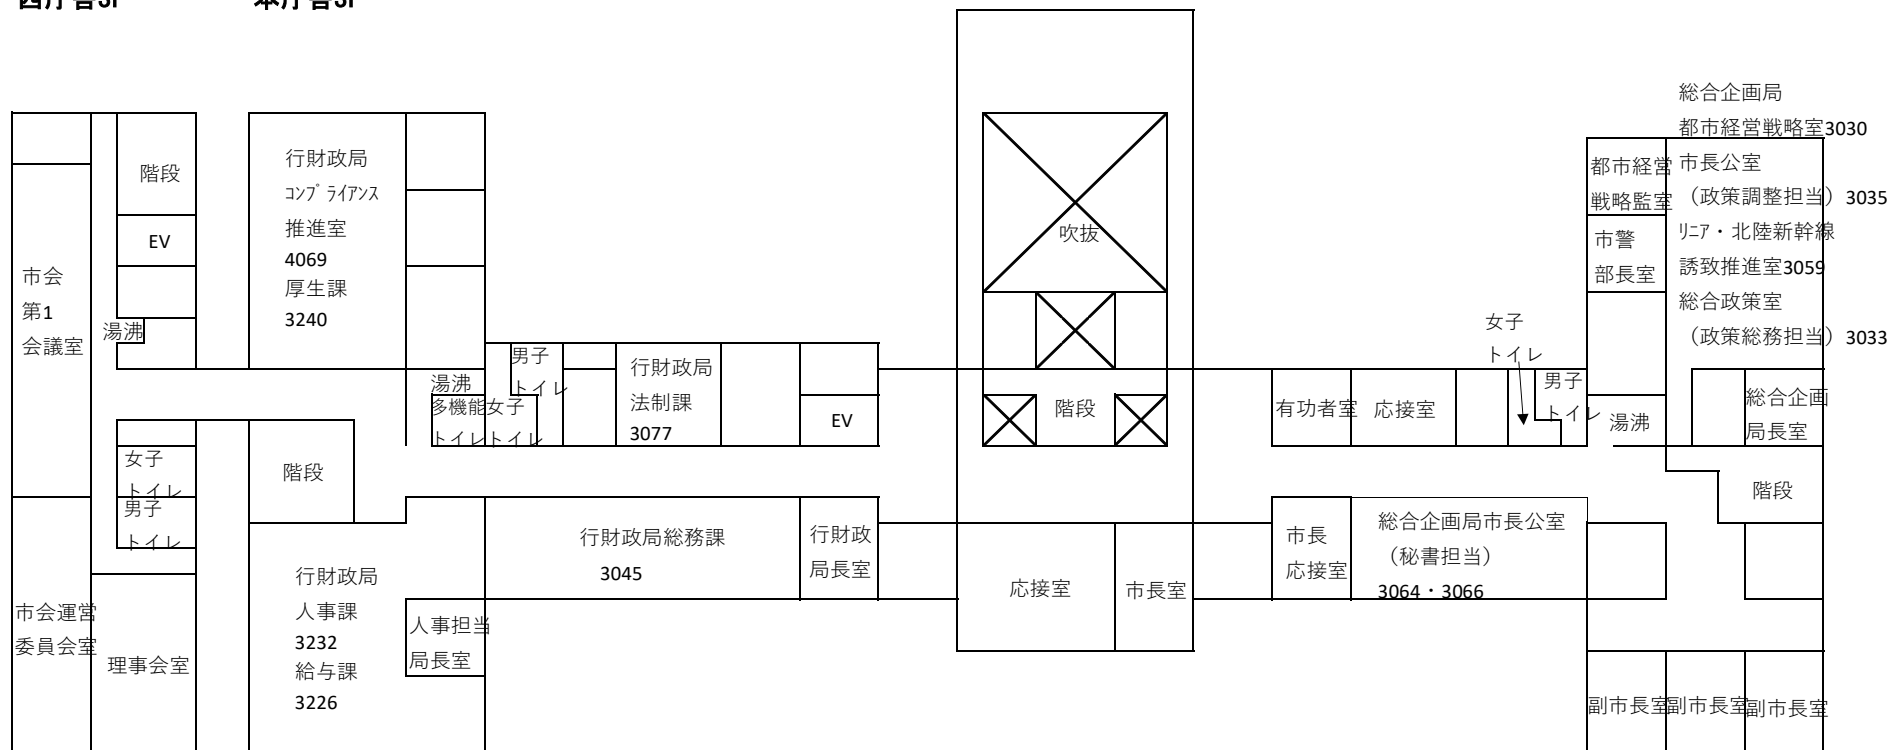 西庁舎3F
本庁舎3F
階段
EV
市会
第1
会議室
湯沸
女子
トイレ
男子
トイレ
市会運営
委員会室
理事会室
行財政局
コンプライアンス
推進室
4069
厚生課
3240
階段
行財政局
人事課
3232
給与課
3226
人事担当
局長室
湯沸
多機能
トイレ
女子
トイレ
男子
トイレ
行財政局
法制課
3077
EV
行財政局総務課
3045
行財政
局長室
吹抜
階段
応接室
市長室
有功者室
応接室
女子
トイレ
男子
トイレ
湯沸
市長
応接室
総合企画局市長公室
（秘書担当）
3064・3066
都市経営
戦略監室
市警
部長室
総合企画局
都市経営戦略室3030
市長公室
（政策調整担当）3035
リニア・北陸新幹線
誘致推進室3059
総合政策室
（政策総務担当）3033
総合企画
局長室
階段
副市長室
副市長室
副市長室